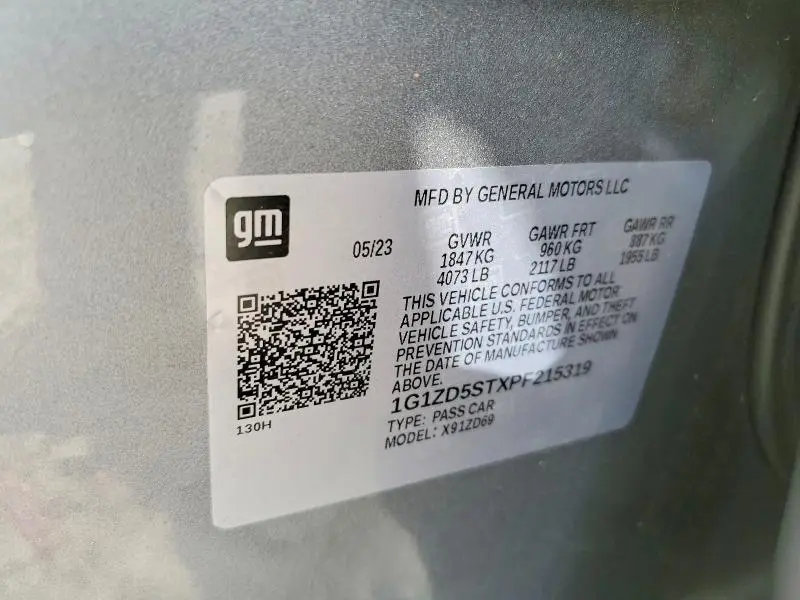 gm
MFD BY GENERAL MOTORS LLC
05/23 GVWR GAWR FRT GAWR RR
1847 KG 960 KG 887 KG
4073 LB 2117 LB 1955 LB
THIS VEHICLE CONFORMS TO ALL
APPLICABLE U.S. FEDERAL MOTOR
VEHICLE SAFETY, BUMPER, AND THEFT
PREVENTION STANDARDS IN EFFECT ON
THE DATE OF MANUFACTURE SHOWN
ABOVE.
1G1ZD5STXPF215319
TYPE: PASS CAR
MODEL: X91ZD69
130H